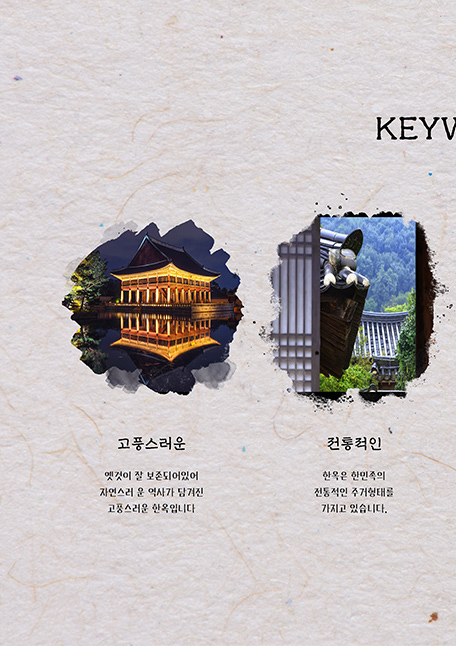 KEYW
고풍스러운
전통적인
옛것이 잘 보존되어있어
자연스러 운 역사가 담겨진
고풍스러운 한옥입니다
한옥은 한민족의
전통적인 주거형태를
가지고 있습니다.